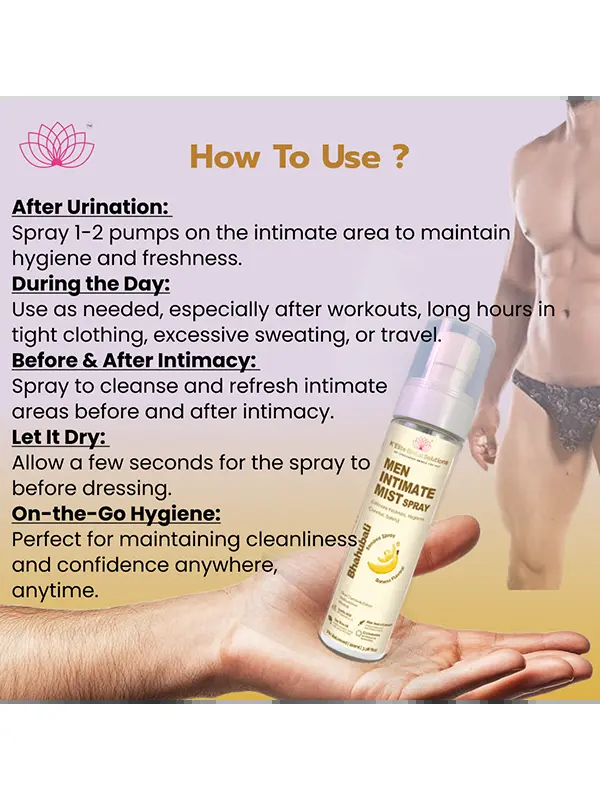 How To Use ?
After Urination:
Spray 1-2 pumps on the intimate area to maintain
hygiene and freshness.
During the Day:
Use as needed, especially after workouts, long hours in
tight clothing, excessive sweating, or travel.
Before & After Intimacy:
Spray to cleanse and refresh intimate
areas before and after intimacy.
Let It Dry:
Allow a few seconds for the spray to
before dressing.
On-the-Go Hygiene:
Perfect for maintaining cleanliness
and confidence anywhere,
anytime.
MEN
INTIMATE
MIST SPRAY
Bhahubali